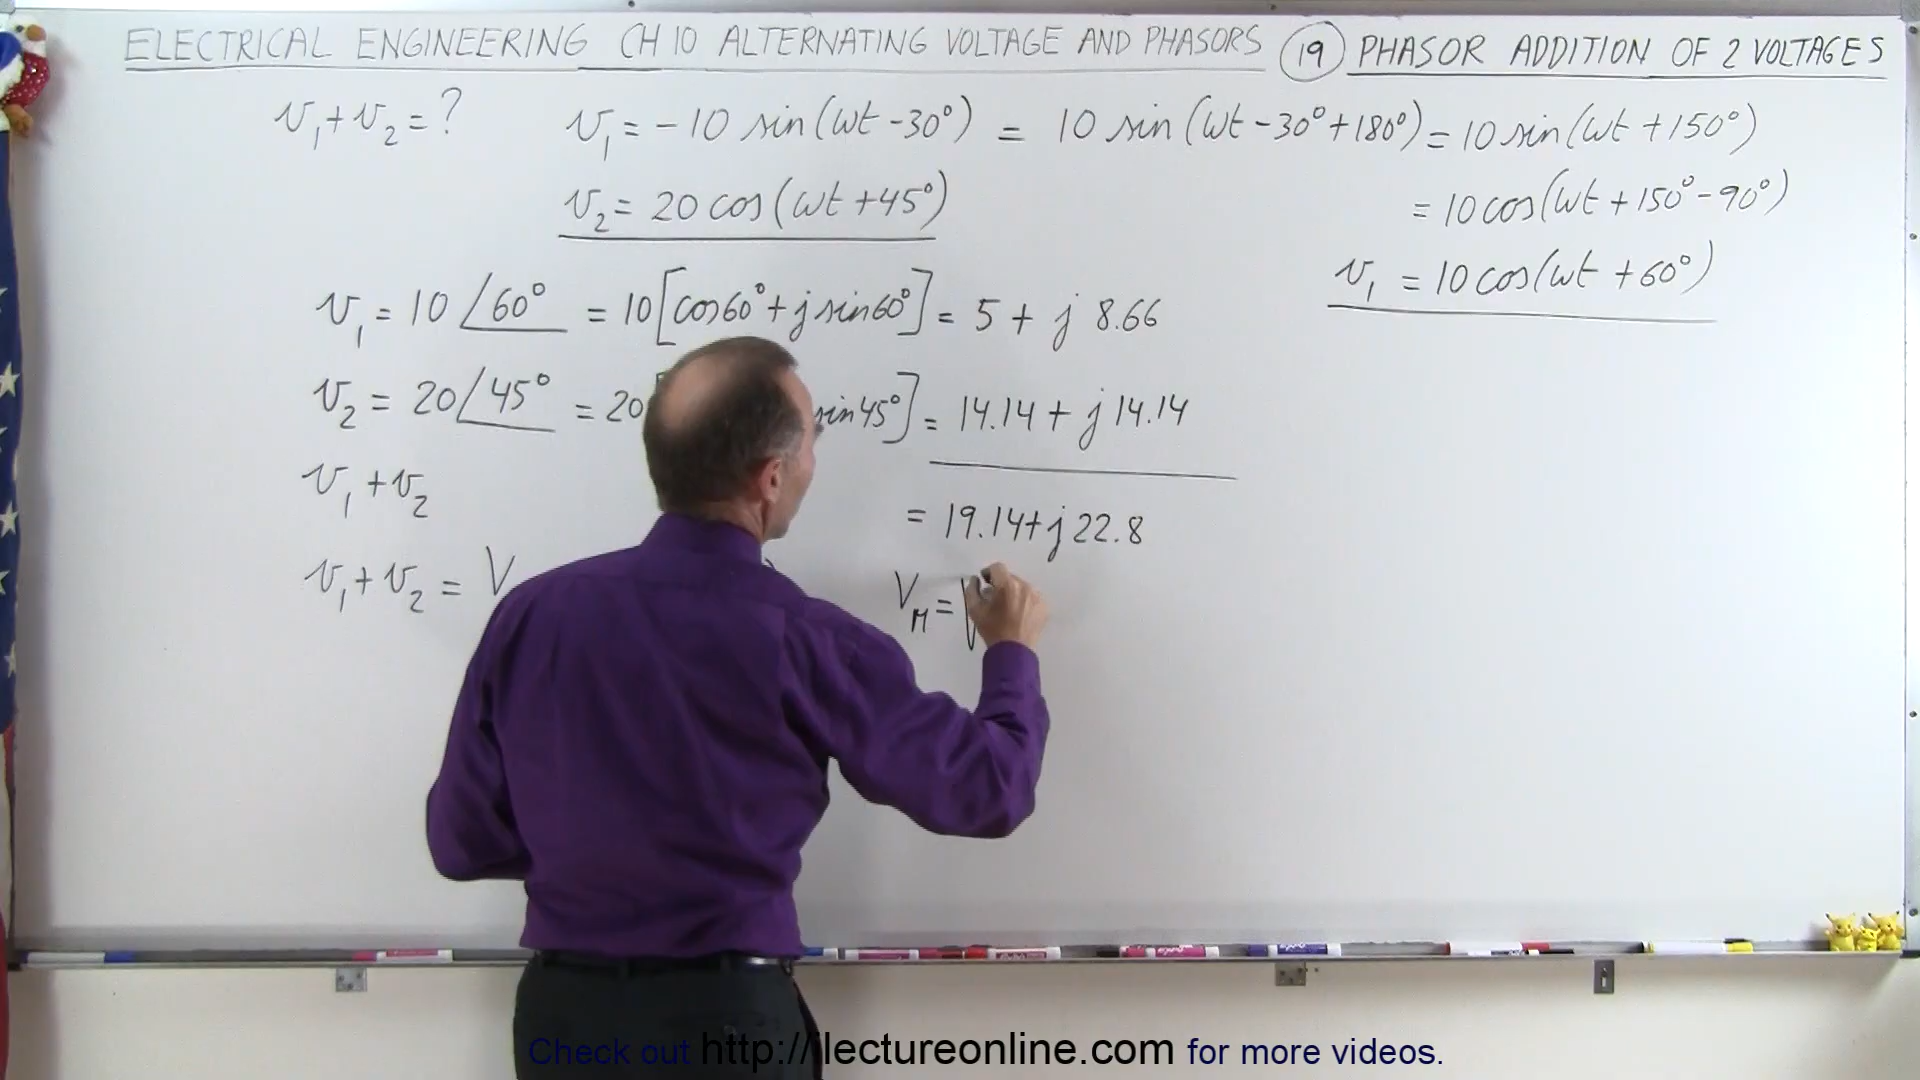 ELECTRICAL ENGINEERING CH 10 ALTERNATING VOLTAGE AND PHASORS (19) PHASOR ADDITION OF 2 VOLTAGES
v₁+v₂=? v₁ = -10 sin(ωt -30°) = 10 sin(ωt -30°+180°) = 10 sin(ωt +150°)
v₂ = 20 cos(ωt +45°) = 10 cos(ωt +150°-90°)
v₁ = 10 cos(ωt +60°)
v₁ = 10 ∠60° = 10[cos60°+ j sin60°] = 5 + j 8.66
v₂ = 20 ∠45° = 20 sin45°] = 14.14 + j 14.14
v₁ + v₂ = 19.14+j 22.8
v₁ + v₂ = V V_M = √
Check out http://ilectureonline.com for more videos.